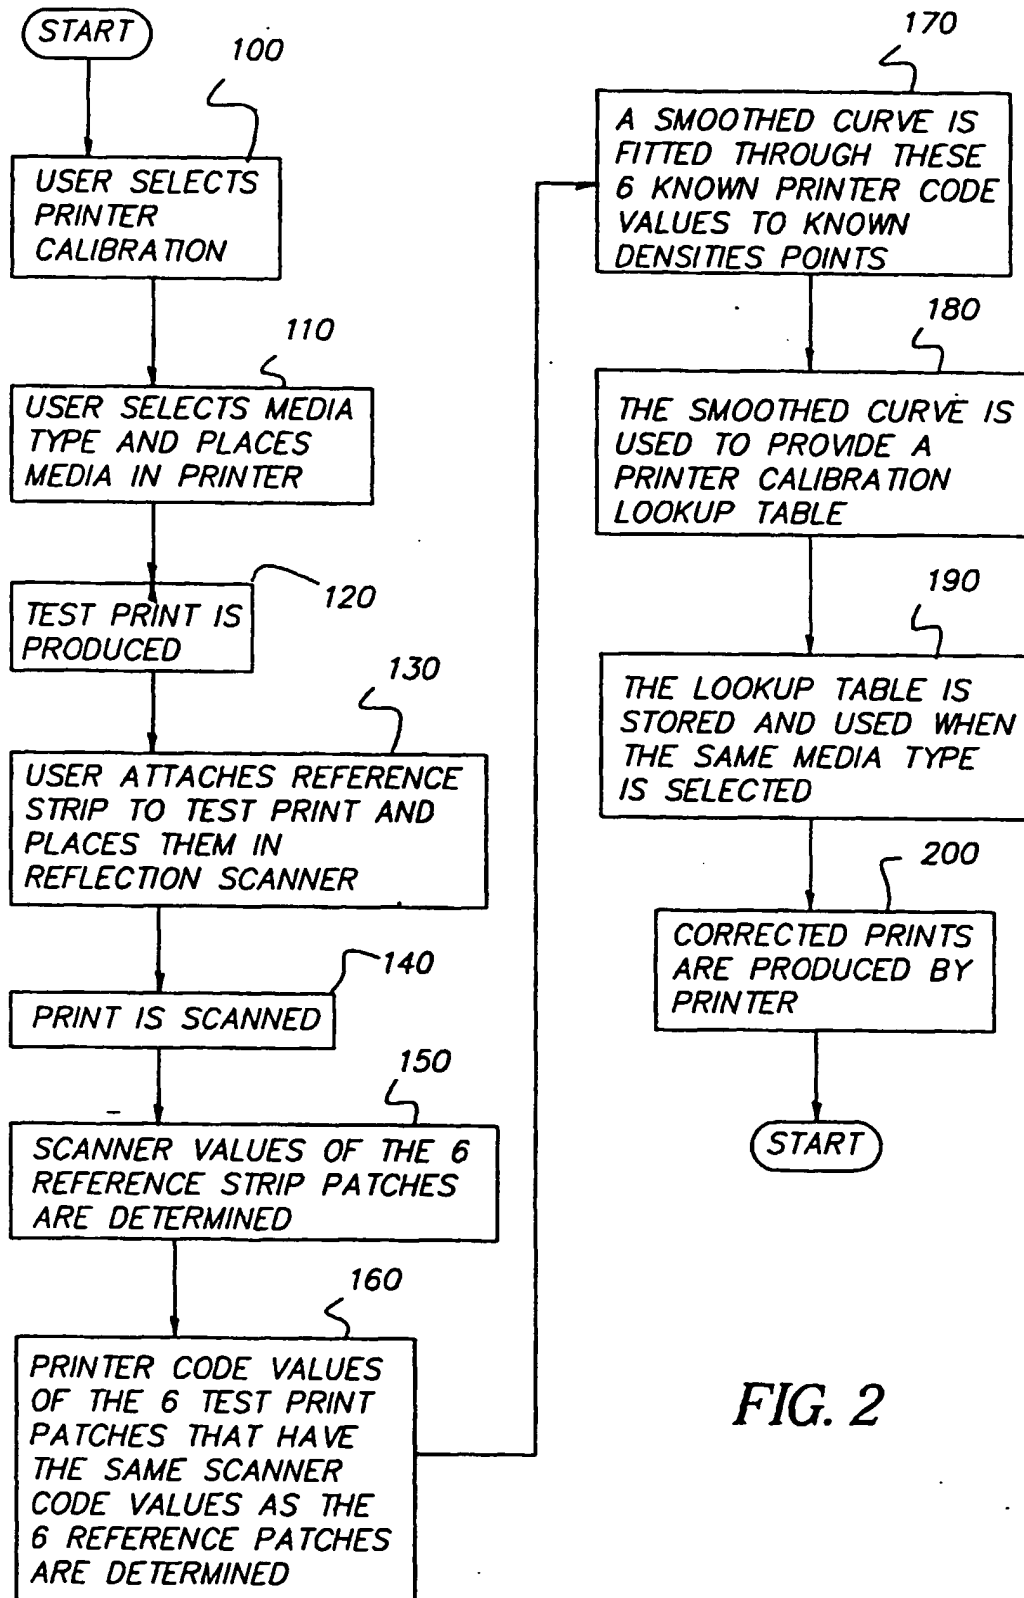 START
100
USER SELECTS
PRINTER
CALIBRATION
110
USER SELECTS MEDIA
TYPE AND PLACES
MEDIA IN PRINTER
120
TEST PRINT IS
PRODUCED
130
USER ATTACHES REFERENCE
STRIP TO TEST PRINT AND
PLACES THEM IN
REFLECTION SCANNER
140
PRINT IS SCANNED
150
SCANNER VALUES OF THE 6
REFERENCE STRIP PATCHES
ARE DETERMINED
160
PRINTER CODE VALUES
OF THE 6 TEST PRINT
PATCHES THAT HAVE
THE SAME SCANNER
CODE VALUES AS THE
6 REFERENCE PATCHES
ARE DETERMINED
170
A SMOOTHED CURVE IS
FITTED THROUGH THESE
6 KNOWN PRINTER CODE
VALUES TO KNOWN
DENSITIES POINTS
180
THE SMOOTHED CURVE IS
USED TO PROVIDE A
PRINTER CALIBRATION
LOOKUP TABLE
190
THE LOOKUP TABLE IS
STORED AND USED WHEN
THE SAME MEDIA TYPE
IS SELECTED
200
CORRECTED PRINTS
ARE PRODUCED BY
PRINTER
START
FIG. 2